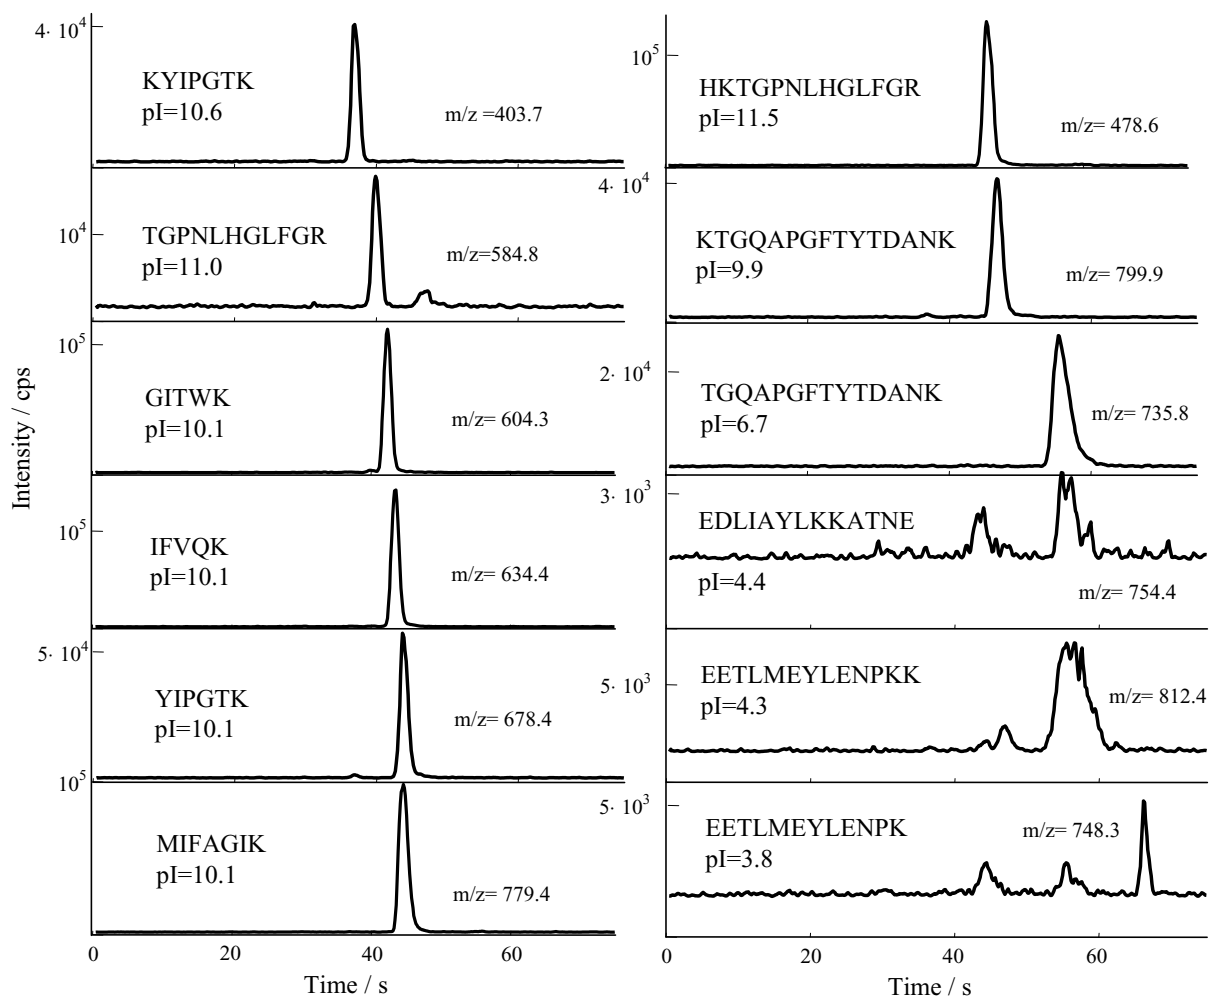 4· 10⁴
KYIPGTK
pI=10.6
m/z =403.7
10⁴
TGPNLHGLFGR
pI=11.0
m/z=584.8
10⁵
GITWK
pI=10.1
m/z= 604.3
10⁵
IFVQK
pI=10.1
m/z= 634.4
5· 10⁴
YIPGTK
pI=10.1
m/z= 678.4
10⁵
MIFAGIK
pI=10.1
m/z= 779.4
0 20 40 60
Time / s
Intensity / cps
10⁵
HKTGPNLHGLFGR
pI=11.5
m/z= 478.6
4· 10⁴
KTGQAPGFTYTDANK
pI=9.9
m/z= 799.9
2· 10⁴
TGQAPGFTYTDANK
pI=6.7
m/z= 735.8
3· 10³
EDLIAYLKKATNE
pI=4.4
m/z= 754.4
5· 10³
EETLMEYLENPKK
pI=4.3
m/z= 812.4
5· 10³
EETLMEYLENPK
pI=3.8
m/z= 748.3
0 20 40 60
Time / s